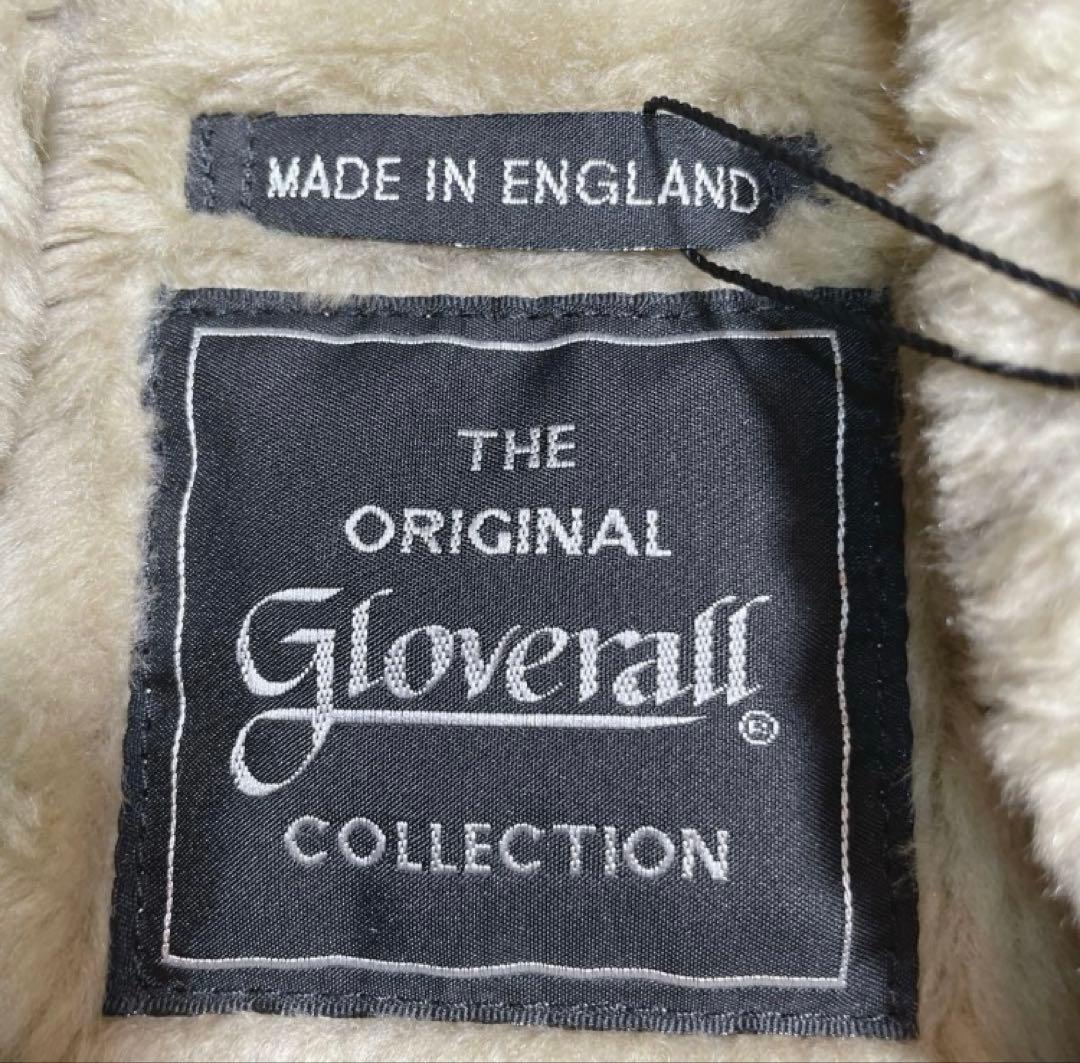 MADE IN ENGLAND
THE
ORIGINAL
Gloverall®
COLLECTION